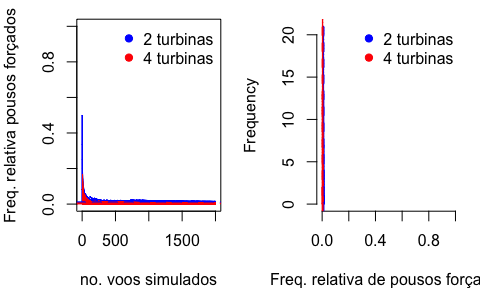 Freq. relativa pousos forçados
0.0 0.4 0.8
2 turbinas
4 turbinas
0 500 1500
no. voos simulados
Frequency
0 5 10 15 20
2 turbinas
4 turbinas
0.0 0.4 0.8
Freq. relativa de pousos força